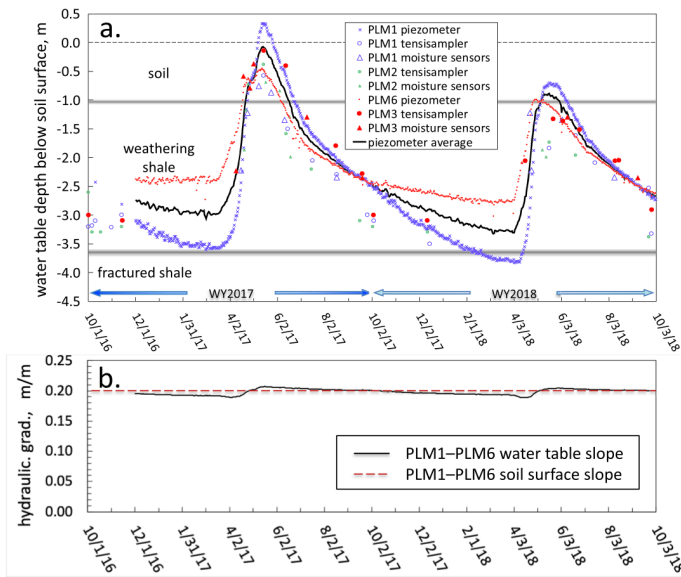 a.
water table depth below soil surface, m
0.5
0.0
-0.5
-1.0
-1.5
-2.0
-2.5
-3.0
-3.5
-4.0
-4.5
soil
weathering
shale
fractured shale
PLM1 piezometer
PLM1 tensisampler
PLM1 moisture sensors
PLM2 tensisampler
PLM2 moisture sensors
PLM6 piezometer
PLM3 tensisampler
PLM3 moisture sensors
piezometer average
WY2017
WY2018
10/1/16
12/1/16
1/31/17
4/2/17
6/2/17
8/2/17
10/2/17
12/2/17
2/1/18
4/3/18
6/3/18
8/3/18
10/3/18
b.
hydraulic. grad., m/m
0.25
0.20
0.15
0.10
0.05
0.00
PLM1–PLM6 water table slope
PLM1–PLM6 soil surface slope
10/1/16
12/1/16
1/31/17
4/2/17
6/2/17
8/2/17
10/2/17
12/2/17
2/1/18
4/3/18
6/3/18
8/3/18
10/3/18